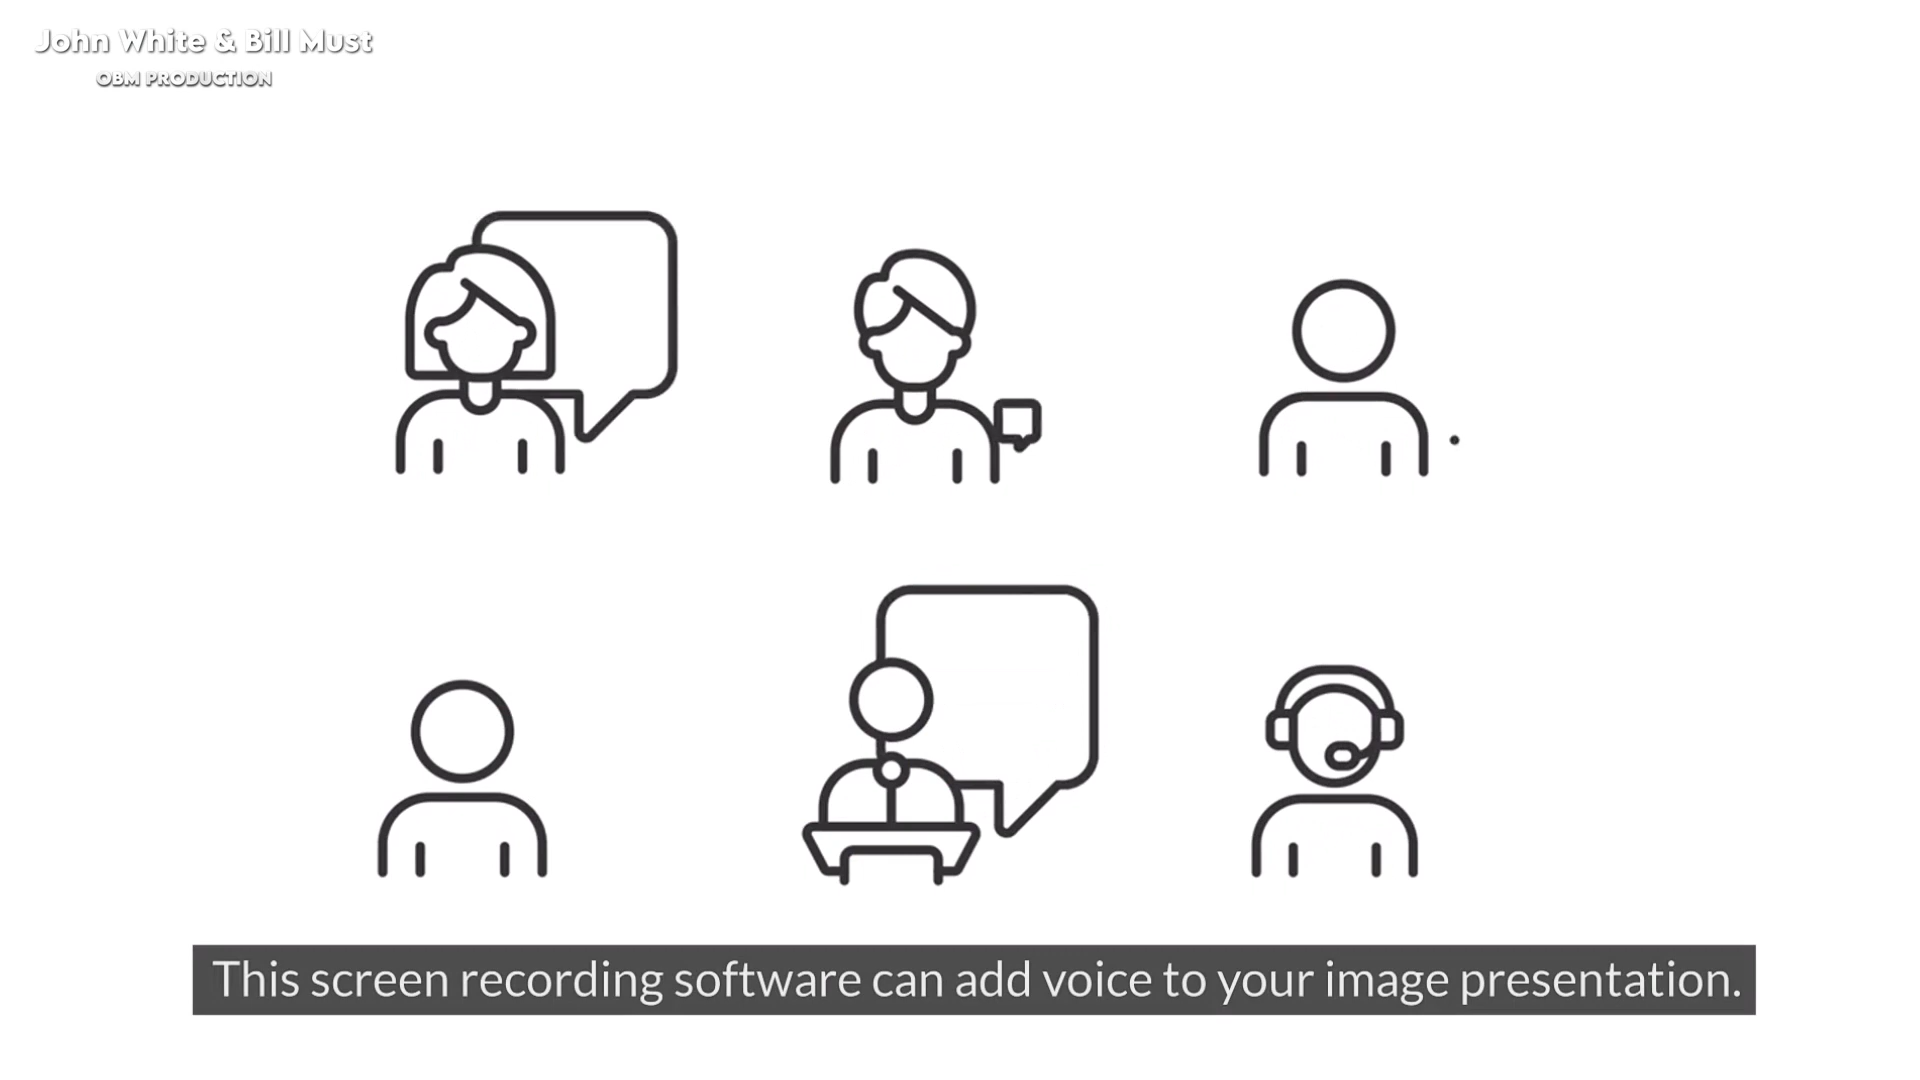 John White & Bill Must
OBM PRODUCTION
This screen recording software can add voice to your image presentation.